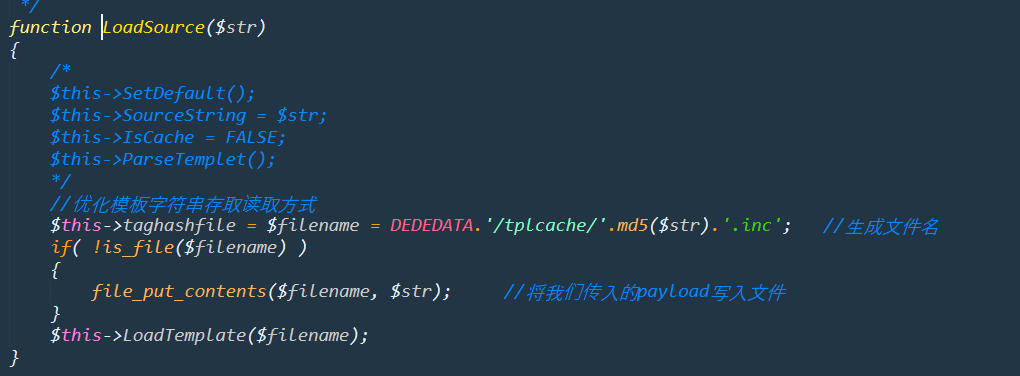 */
function LoadSource($str)
{
/*
$this->SetDefault();
$this->SourceString = $str;
$this->IsCache = FALSE;
$this->ParseTemplet();
*/
//优化模板字符串存取读取方式
$this->taghashfile = $filename = DEDEDATA.'/tplcache/'.md5($str).'.inc'; //生成文件名
if( !is_file($filename) )
{
file_put_contents($filename, $str); //将我们传入的payload写入文件
}
$this->LoadTemplate($filename);
}